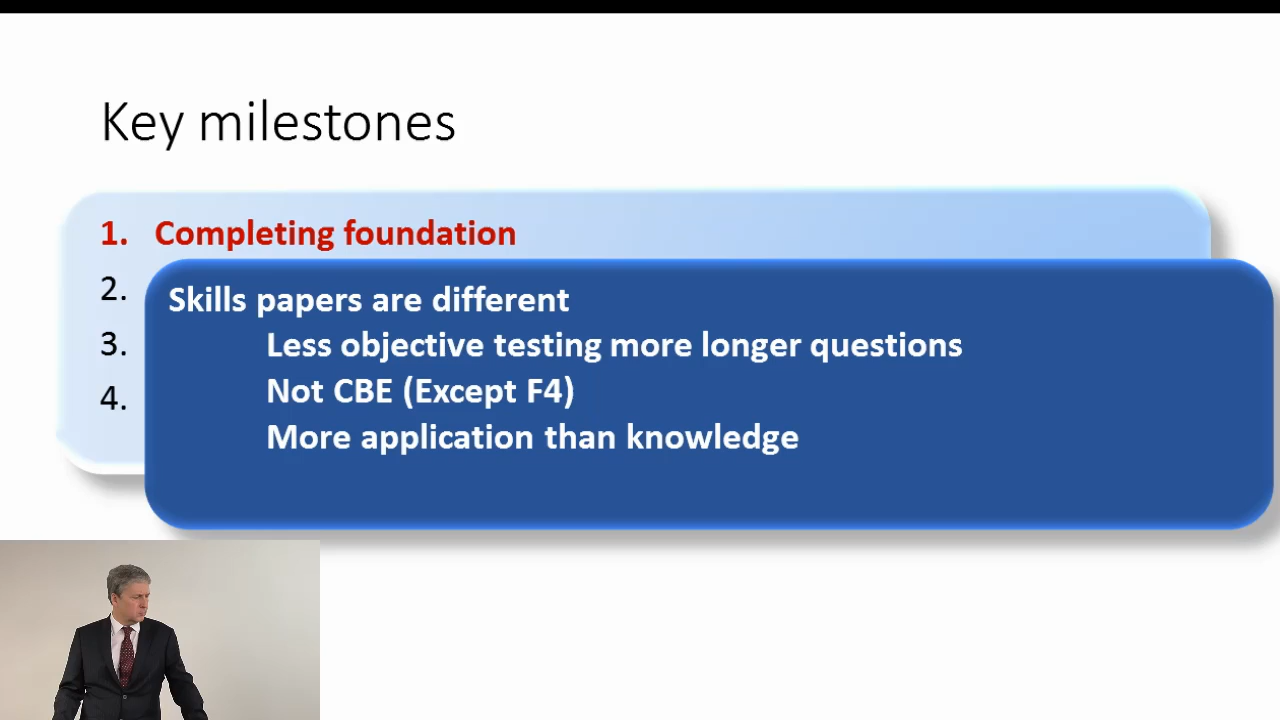 Key milestones
1. Completing foundation
2.
Skills papers are different
3.
Less objective testing more longer questions
Not CBE (Except F4)
4.
More application than knowledge